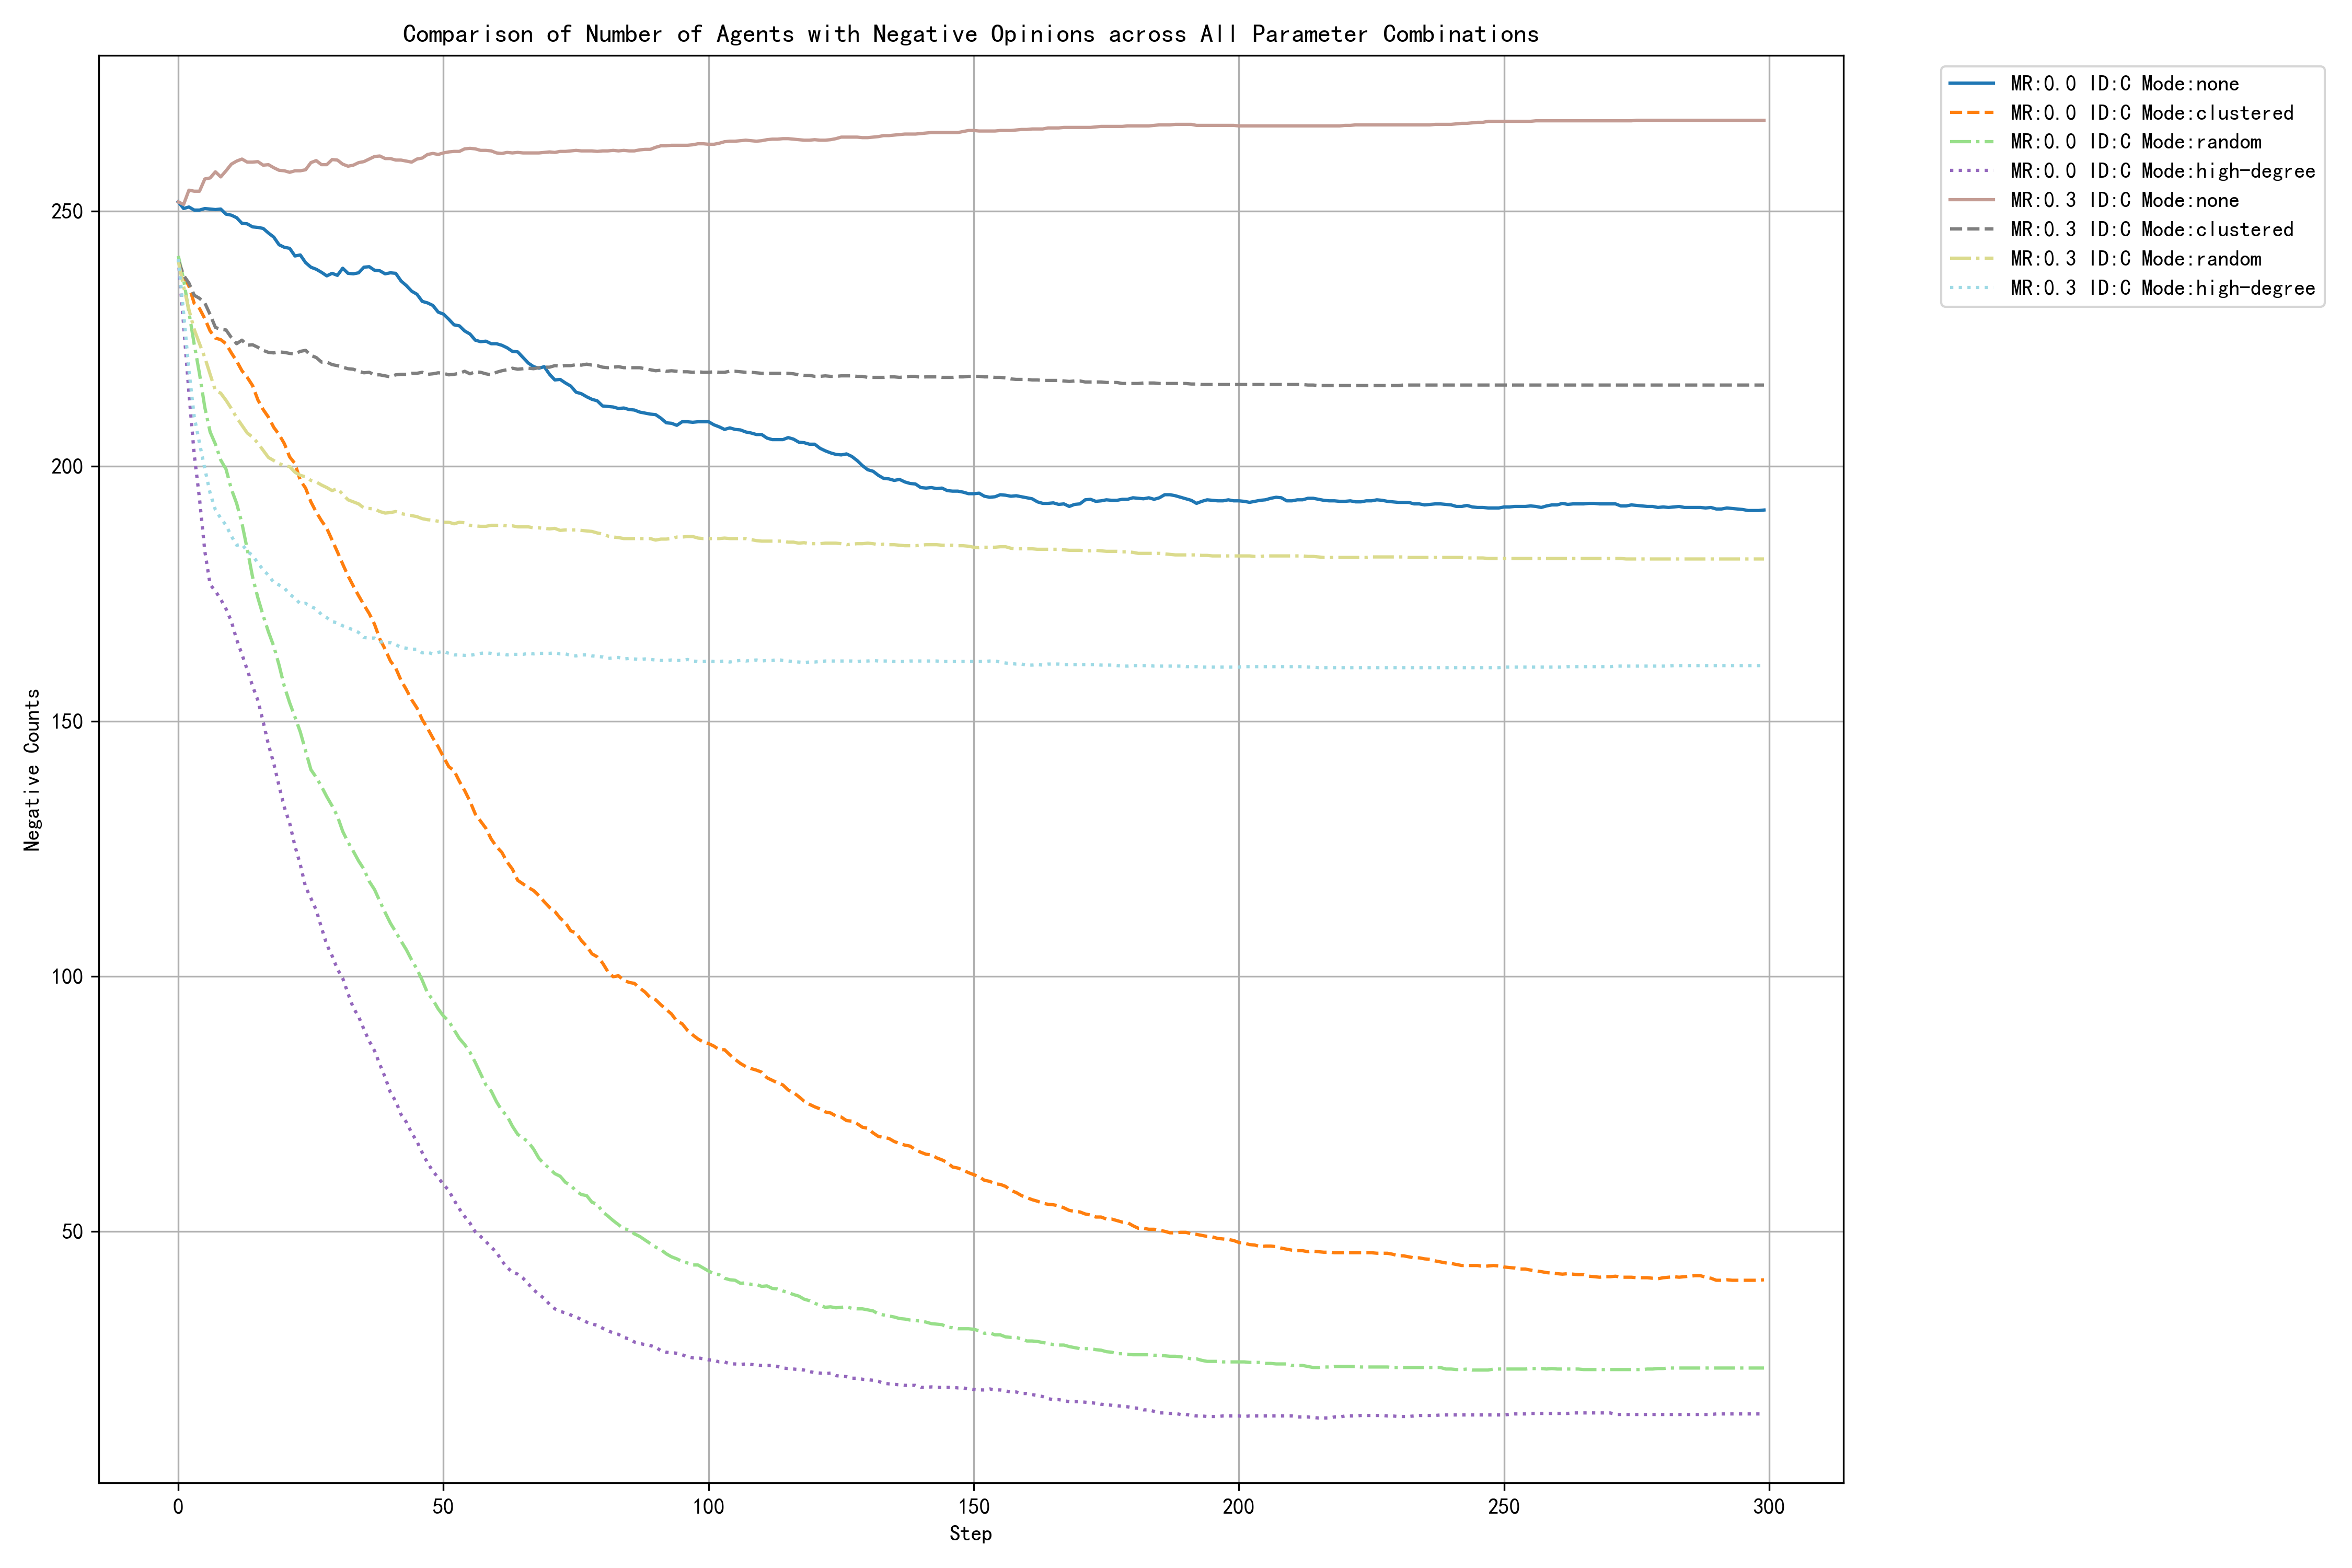 Comparison of Number of Agents with Negative Opinions across All Parameter Combinations
MR:0.0 ID:C Mode:none
MR:0.0 ID:C Mode:clustered
MR:0.0 ID:C Mode:random
MR:0.0 ID:C Mode:high-degree
MR:0.3 ID:C Mode:none
MR:0.3 ID:C Mode:clustered
MR:0.3 ID:C Mode:random
MR:0.3 ID:C Mode:high-degree
Negative Counts
250
200
150
100
50
0 50 100 150 200 250 300
Step